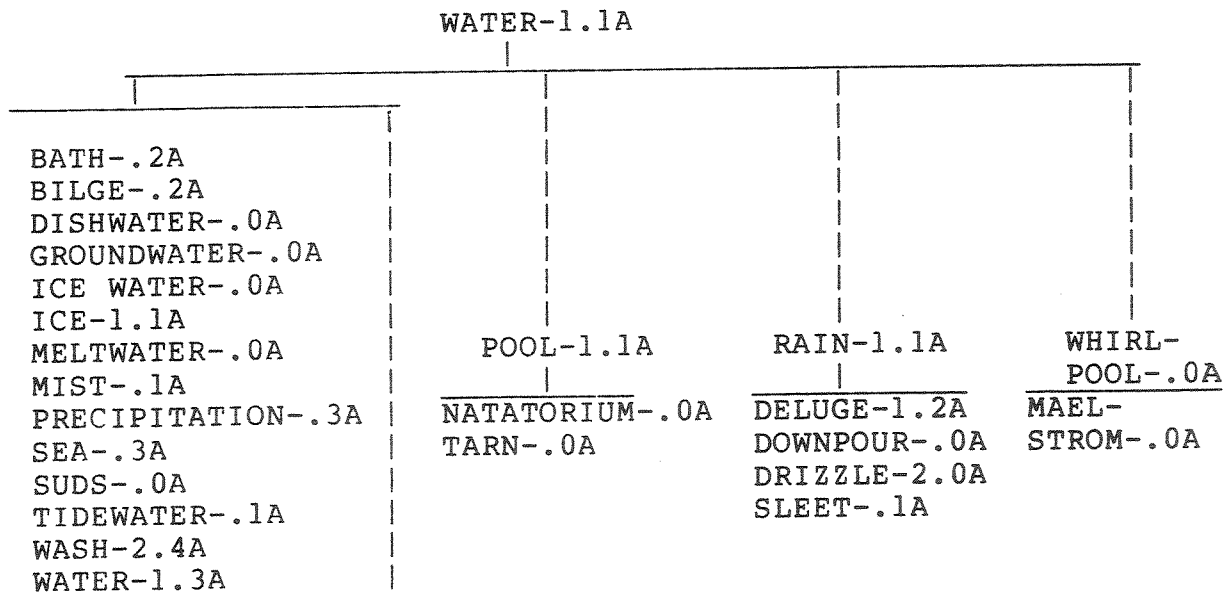 WATER-1.1A
BATH-.2A
BILGE-.2A
DISHWATER-.0A
GROUNDWATER-.0A
ICE WATER-.0A
ICE-1.1A
MELTWATER-.0A
MIST-.1A
PRECIPITATION-.3A
SEA-.3A
SUDS-.0A
TIDEWATER-.1A
WASH-2.4A
WATER-1.3A
POOL-1.1A
NATATORIUM-.0A
TARN-.0A
RAIN-1.1A
DELUGE-1.2A
DOWNPOUR-.0A
DRIZZLE-2.0A
SLEET-.1A
WHIRL-
POOL-.0A
MAEL-
STROM-.0A